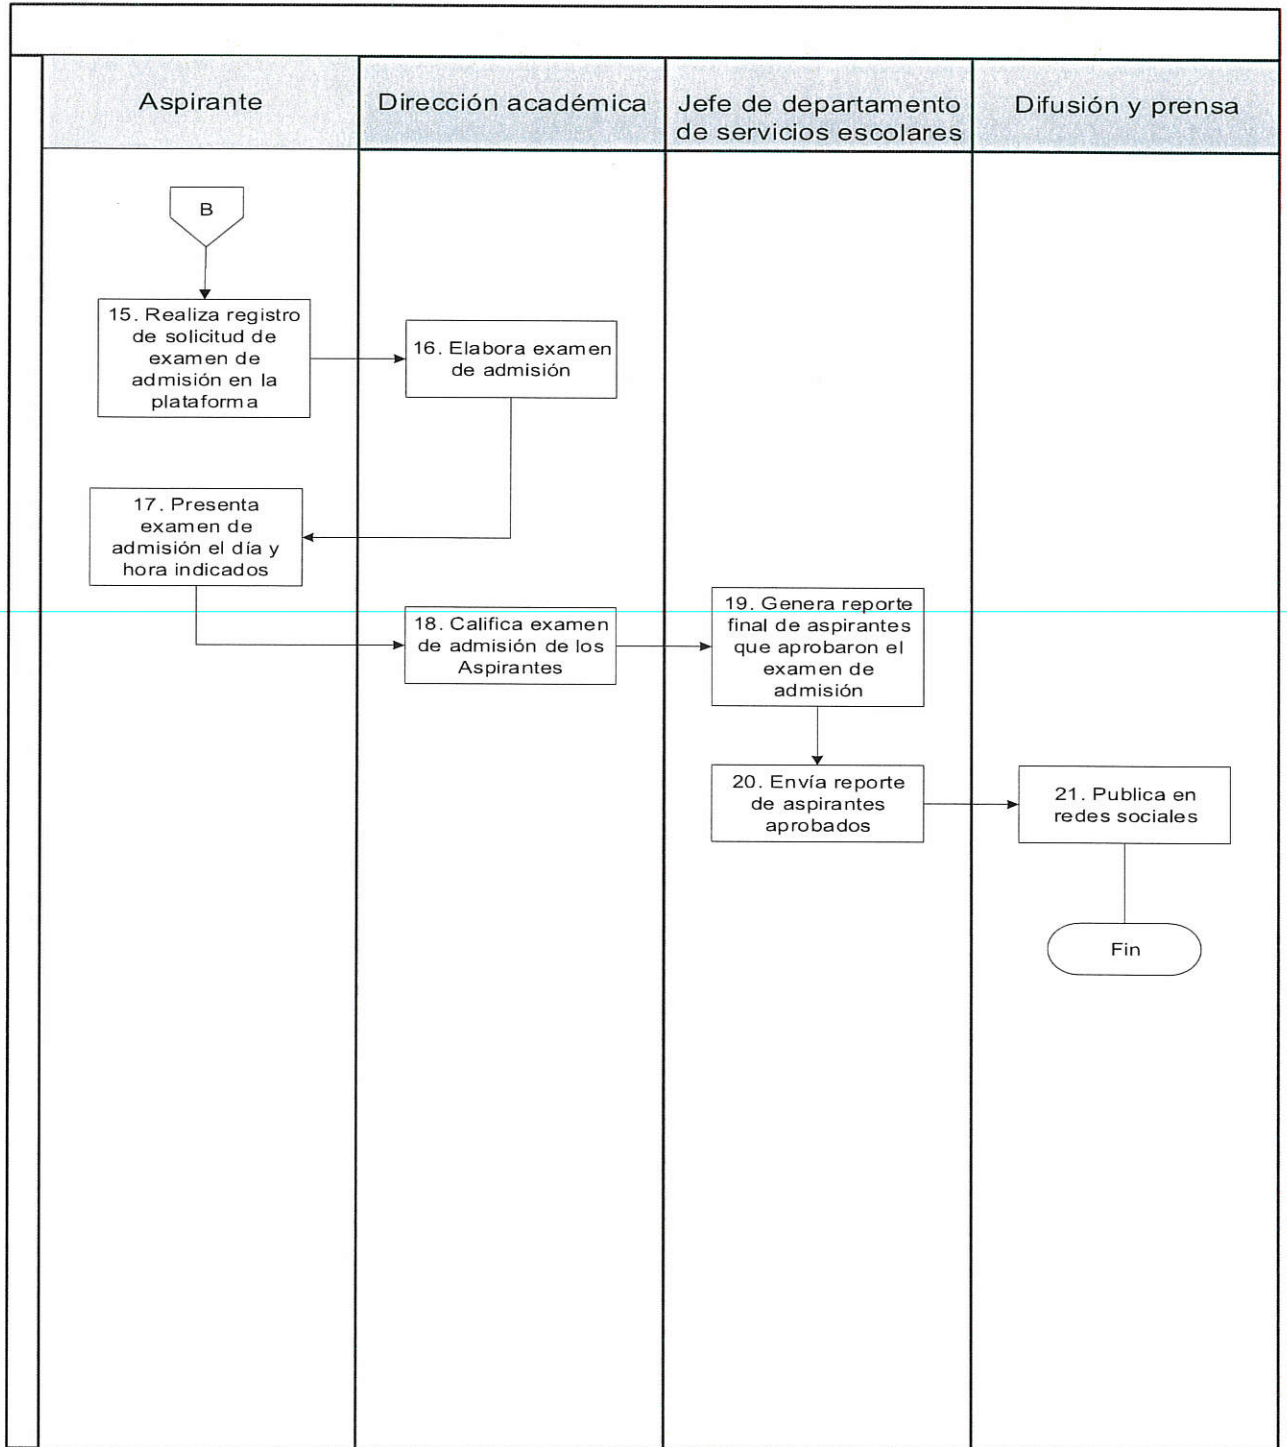 Aspirante
Dirección académica
Jefe de departamento
de servicios escolares
Difusión y prensa
B
15. Realiza registro
de solicitud de
examen de
admisión en la
plataforma
16. Elabora examen
de admisión
17. Presenta
examen de
admisión el día y
hora indicados
18. Califica examen
de admisión de los
Aspirantes
19. Genera reporte
final de aspirantes
que aprobaron el
examen de
admisión
20. Envía reporte
de aspirantes
aprobados
21. Publica en
redes sociales
Fin